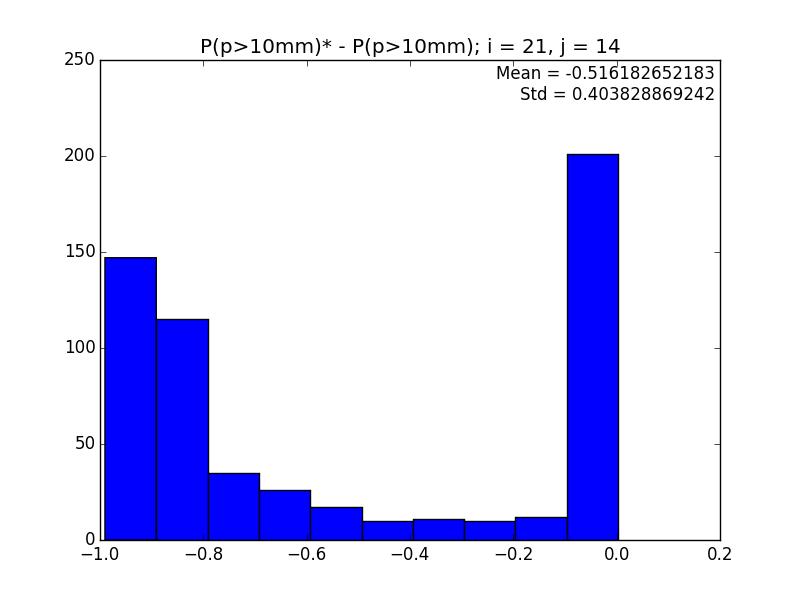 P(p>10mm)* - P(p>10mm); i = 21, j = 14
250
Mean = -0.516182652183
Std = 0.403828869242
200
150
100
50
0
−1.0 −0.8 −0.6 −0.4 −0.2 0.0 0.2